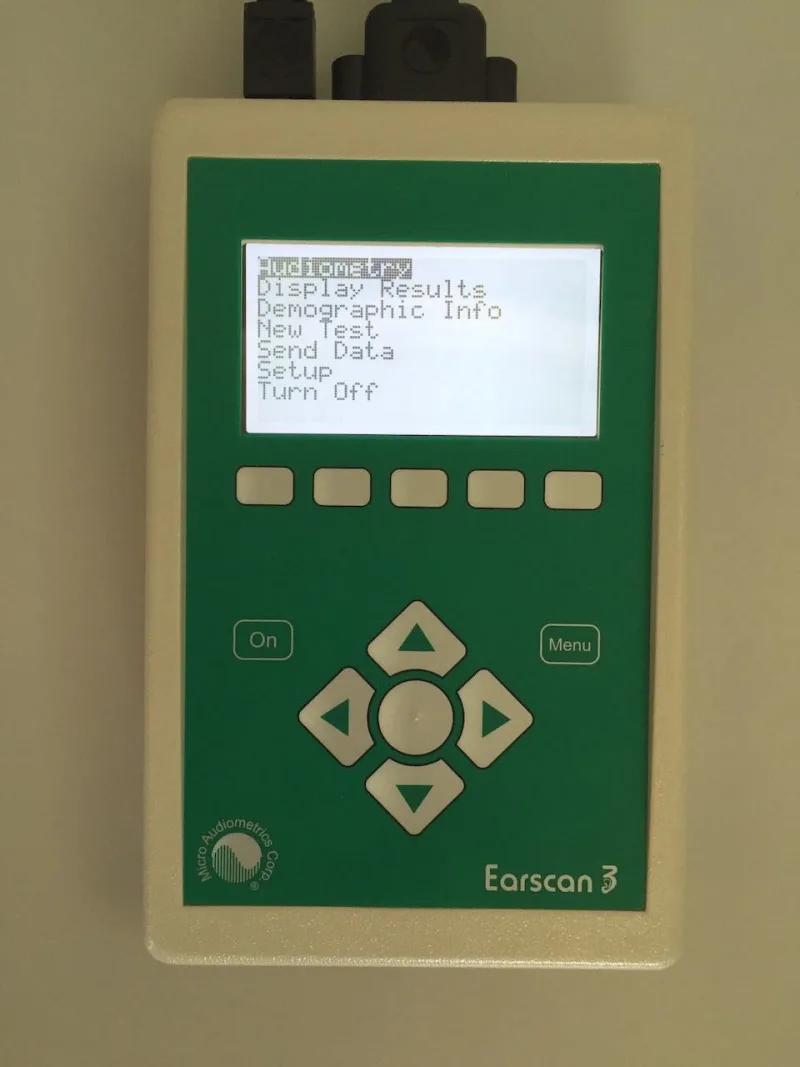 Audiometry
Display Results
Demographic Info
New Test
Send Data
Setup
Turn Off
On
Menu
Micro Audiometrics Corp.®
Earscan 3